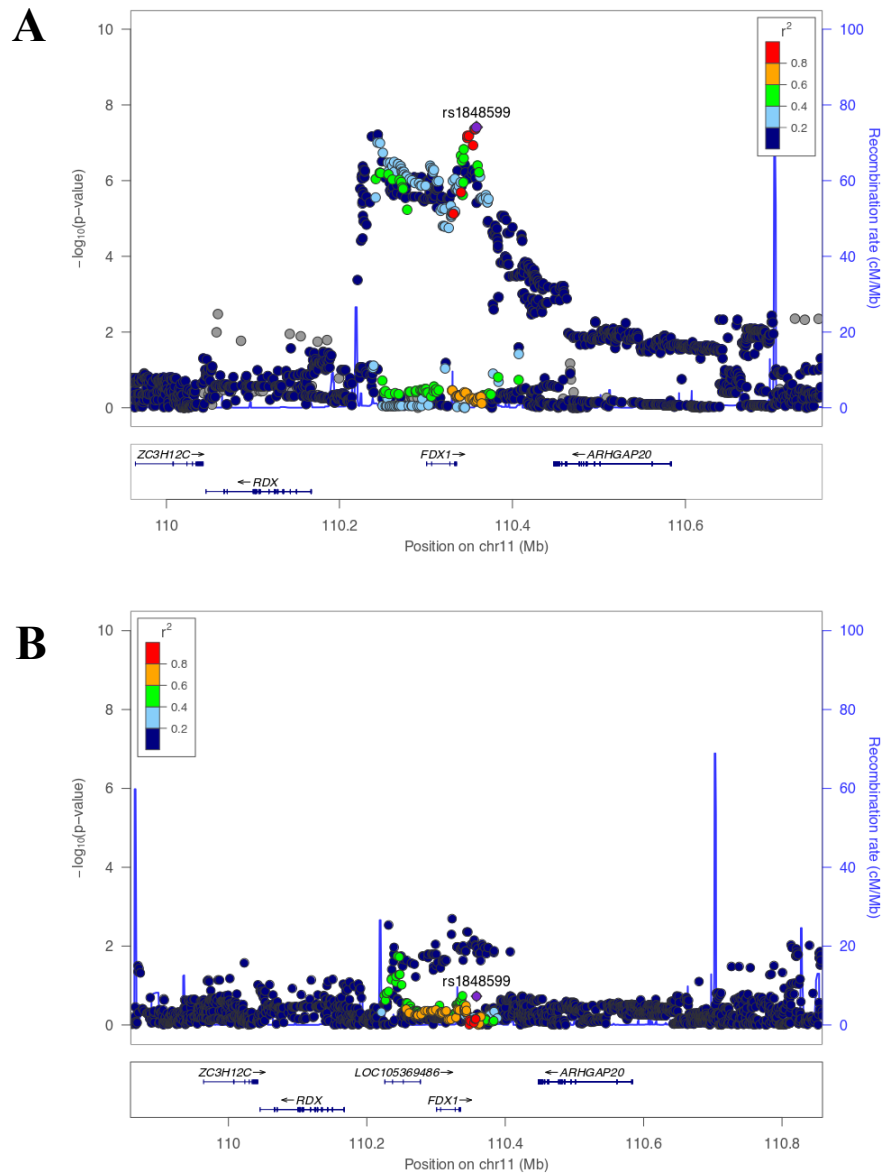 A
10
8
6
4
2
0
−log10(p−value)
100
80
60
40
20
0
Recombination rate (cM/Mb)
r2
0.8
0.6
0.4
0.2
rs1848599
ZC3H12C→
←RDX
FDX1→
←ARHGAP20
110
110.2
110.4
110.6
Position on chr11 (Mb)
B
10
8
6
4
2
0
−log10(p−value)
100
80
60
40
20
0
Recombination rate (cM/Mb)
r2
0.8
0.6
0.4
0.2
rs1848599
ZC3H12C→
LOC105369486→
←ARHGAP20
←RDX
FDX1→
110
110.2
110.4
110.6
110.8
Position on chr11 (Mb)